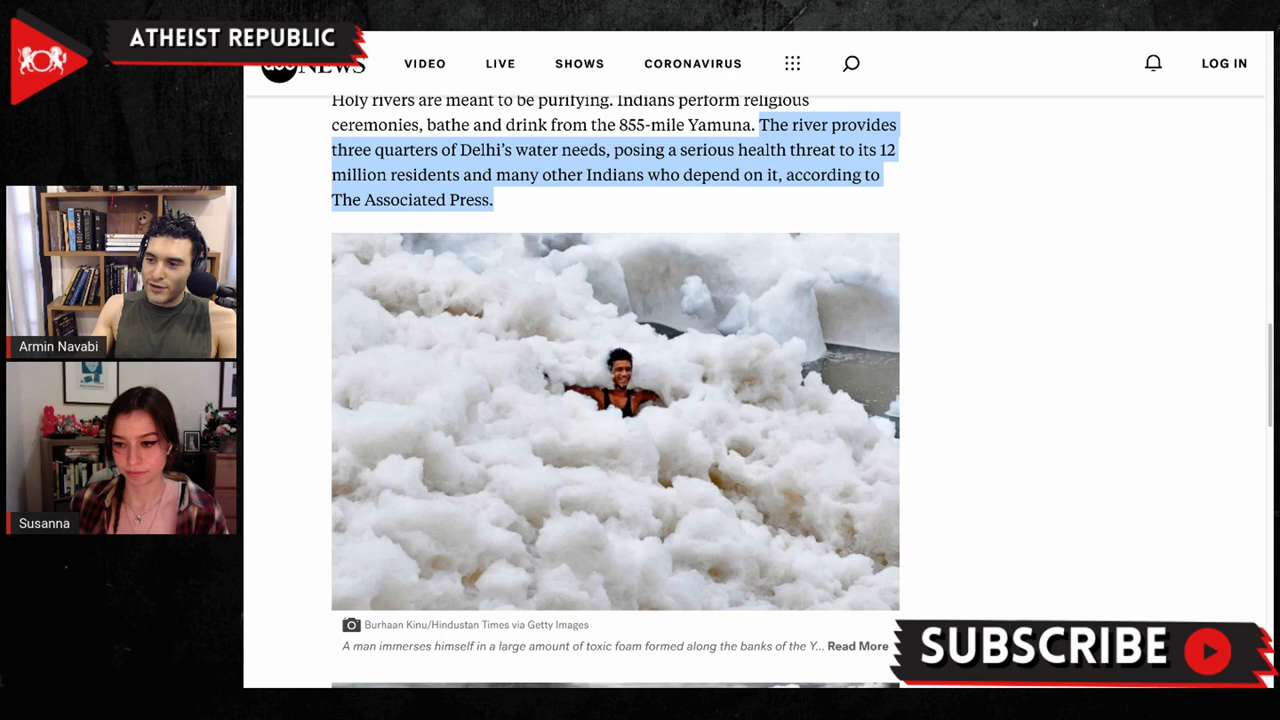 ATHEIST REPUBLIC
abc NEWS
VIDEO
LIVE
SHOWS
CORONAVIRUS
LOG IN
Holy rivers are meant to be purifying. Indians perform religious
ceremonies, bathe and drink from the 855-mile Yamuna. The river provides
three quarters of Delhi’s water needs, posing a serious health threat to its 12
million residents and many other Indians who depend on it, according to
The Associated Press.
Armin Navabi
Susanna
Burhaan Kinu/Hindustan Times via Getty Images
A man immerses himself in a large amount of toxic foam formed along the banks of the Y... Read More
SUBSCRIBE